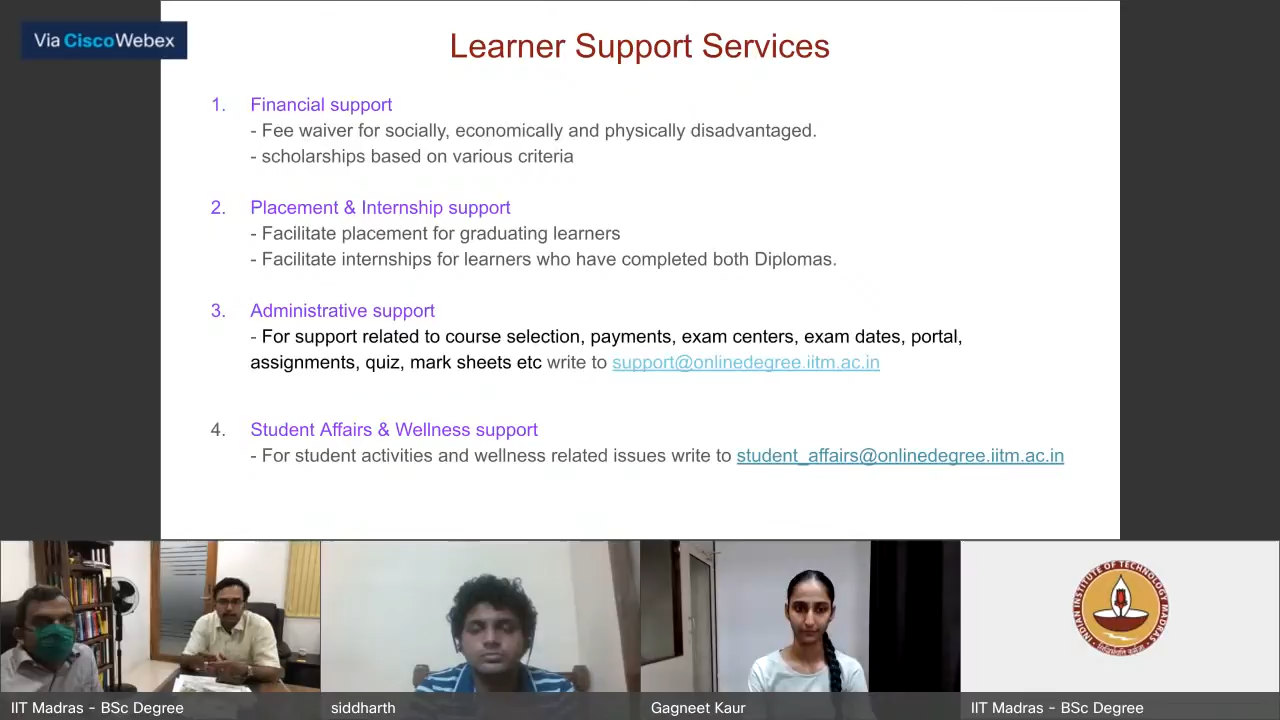 Via CiscoWebex
Learner Support Services
1. Financial support
- Fee waiver for socially, economically and physically disadvantaged.
- scholarships based on various criteria
2. Placement & Internship support
- Facilitate placement for graduating learners
- Facilitate internships for learners who have completed both Diplomas.
3. Administrative support
- For support related to course selection, payments, exam centers, exam dates, portal,
assignments, quiz, mark sheets etc write to support@onlinedegree.iitm.ac.in
4. Student Affairs & Wellness support
- For student activities and wellness related issues write to student_affairs@onlinedegree.iitm.ac.in
INDIAN INSTITUTE OF TECHNOLOGY MADRAS
IIT Madras - BSc Degree
siddharth
Gagneet Kaur
IIT Madras - BSc Degree